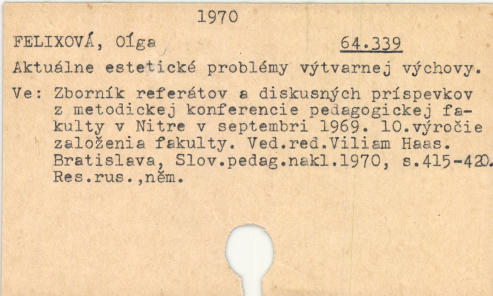 1970
FELIXOVÁ, Oľga 64.339
Aktuálne estetické problémy výtvarnej výchovy.
Ve: Zborník referátov a diskusných príspevkov
z metodickej konferencie pedagogickej fa-
kulty v Nitre v septembri 1969. 10.výročie
založenia fakulty. Ved.red.Viliam Haas.
Bratislava, Slov.pedag.nakl.1970, s.415-420.
Res.rus.,něm.